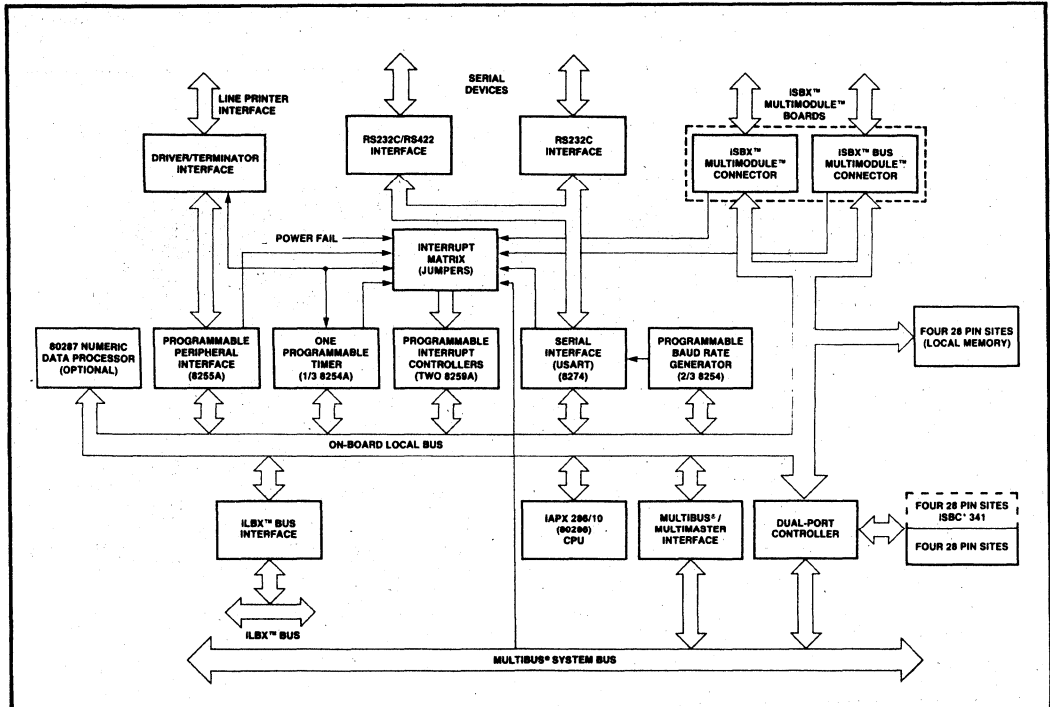 LINE PRINTER
INTERFACE
SERIAL
DEVICES
iSBX™
MULTIMODULE™
BOARDS
DRIVER/TERMINATOR
INTERFACE
RS232C/RS422
INTERFACE
RS232C
INTERFACE
iSBX™
MULTIMODULE™
CONNECTOR
iSBX™ BUS
MULTIMODULE™
CONNECTOR
POWER FAIL
INTERRUPT
MATRIX
(JUMPERS)
80287 NUMERIC
DATA PROCESSOR
(OPTIONAL)
PROGRAMMABLE
PERIPHERAL
INTERFACE
(8255A)
ONE
PROGRAMMABLE
TIMER
(1/3 8254A)
PROGRAMMABLE
INTERRUPT
CONTROLLERS
(TWO 8259A)
SERIAL
INTERFACE
(USART)
(8274)
PROGRAMMABLE
BAUD RATE
GENERATOR
(2/3 8254)
FOUR 28 PIN SITES
(LOCAL MEMORY)
ON-BOARD LOCAL BUS
iLBX™ BUS
INTERFACE
iAPX 286/10
(80286)
CPU
MULTIBUS® /
MULTIMASTER
INTERFACE
DUAL-PORT
CONTROLLER
FOUR 28 PIN SITES
iSBC® 341
FOUR 28 PIN SITES
iLBX™ BUS
MULTIBUS® SYSTEM BUS